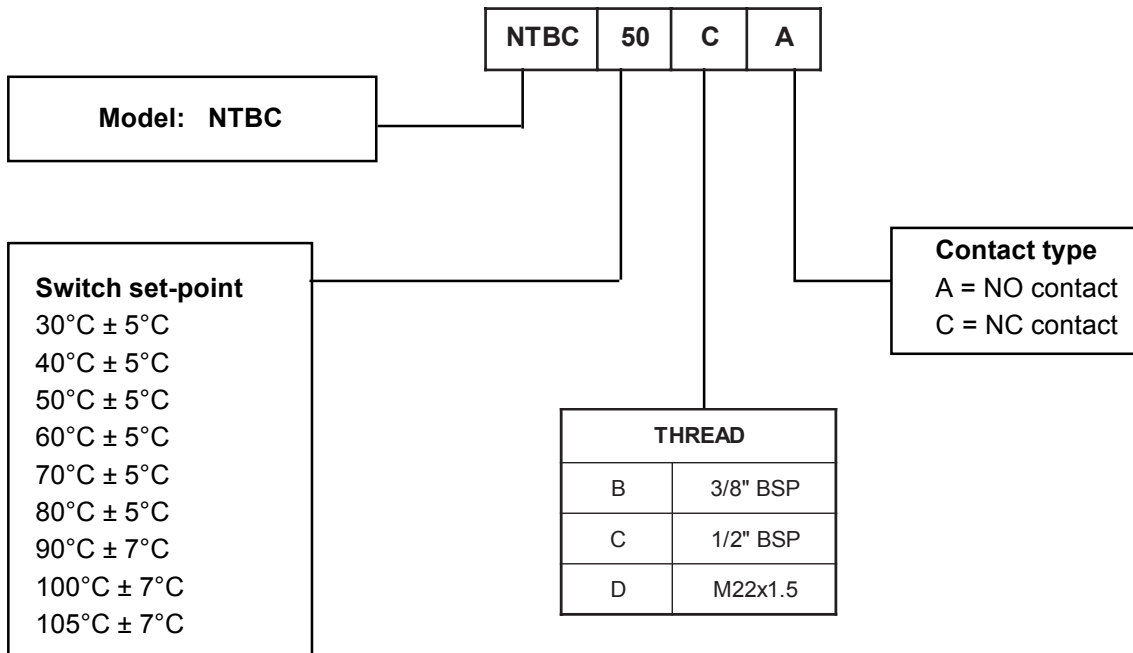 NTBC 50 C A
Model: NTBC
Switch set-point
30°C ± 5°C
40°C ± 5°C
50°C ± 5°C
60°C ± 5°C
70°C ± 5°C
80°C ± 5°C
90°C ± 7°C
100°C ± 7°C
105°C ± 7°C
THREAD
B 3/8" BSP
C 1/2" BSP
D M22x1.5
Contact type
A = NO contact
C = NC contact